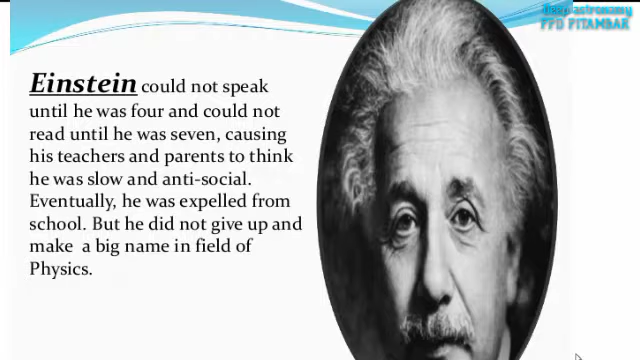 Deep astronomy
FPD PITAMBAR
Einstein could not speak
until he was four and could not
read until he was seven, causing
his teachers and parents to think
he was slow and anti-social.
Eventually, he was expelled from
school. But he did not give up and
make a big name in field of
Physics.